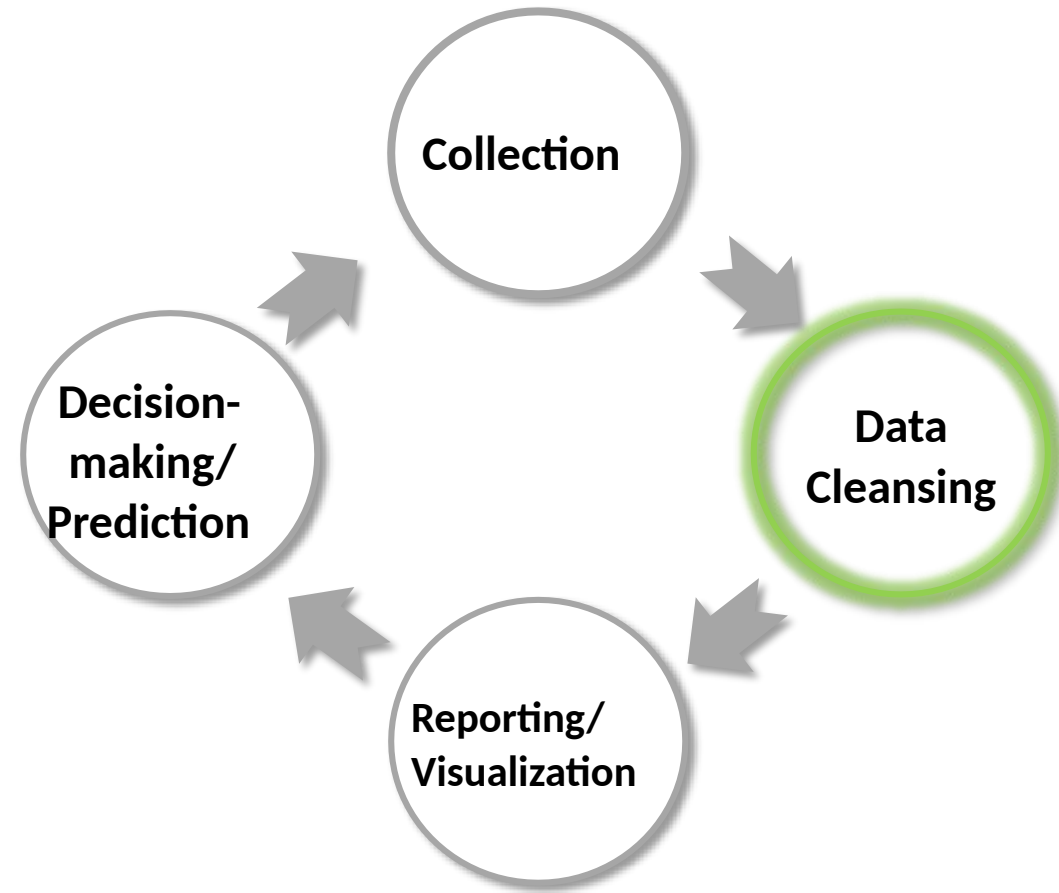 Collection
Data
Cleansing
Reporting/
Visualization
Decision-
making/
Prediction